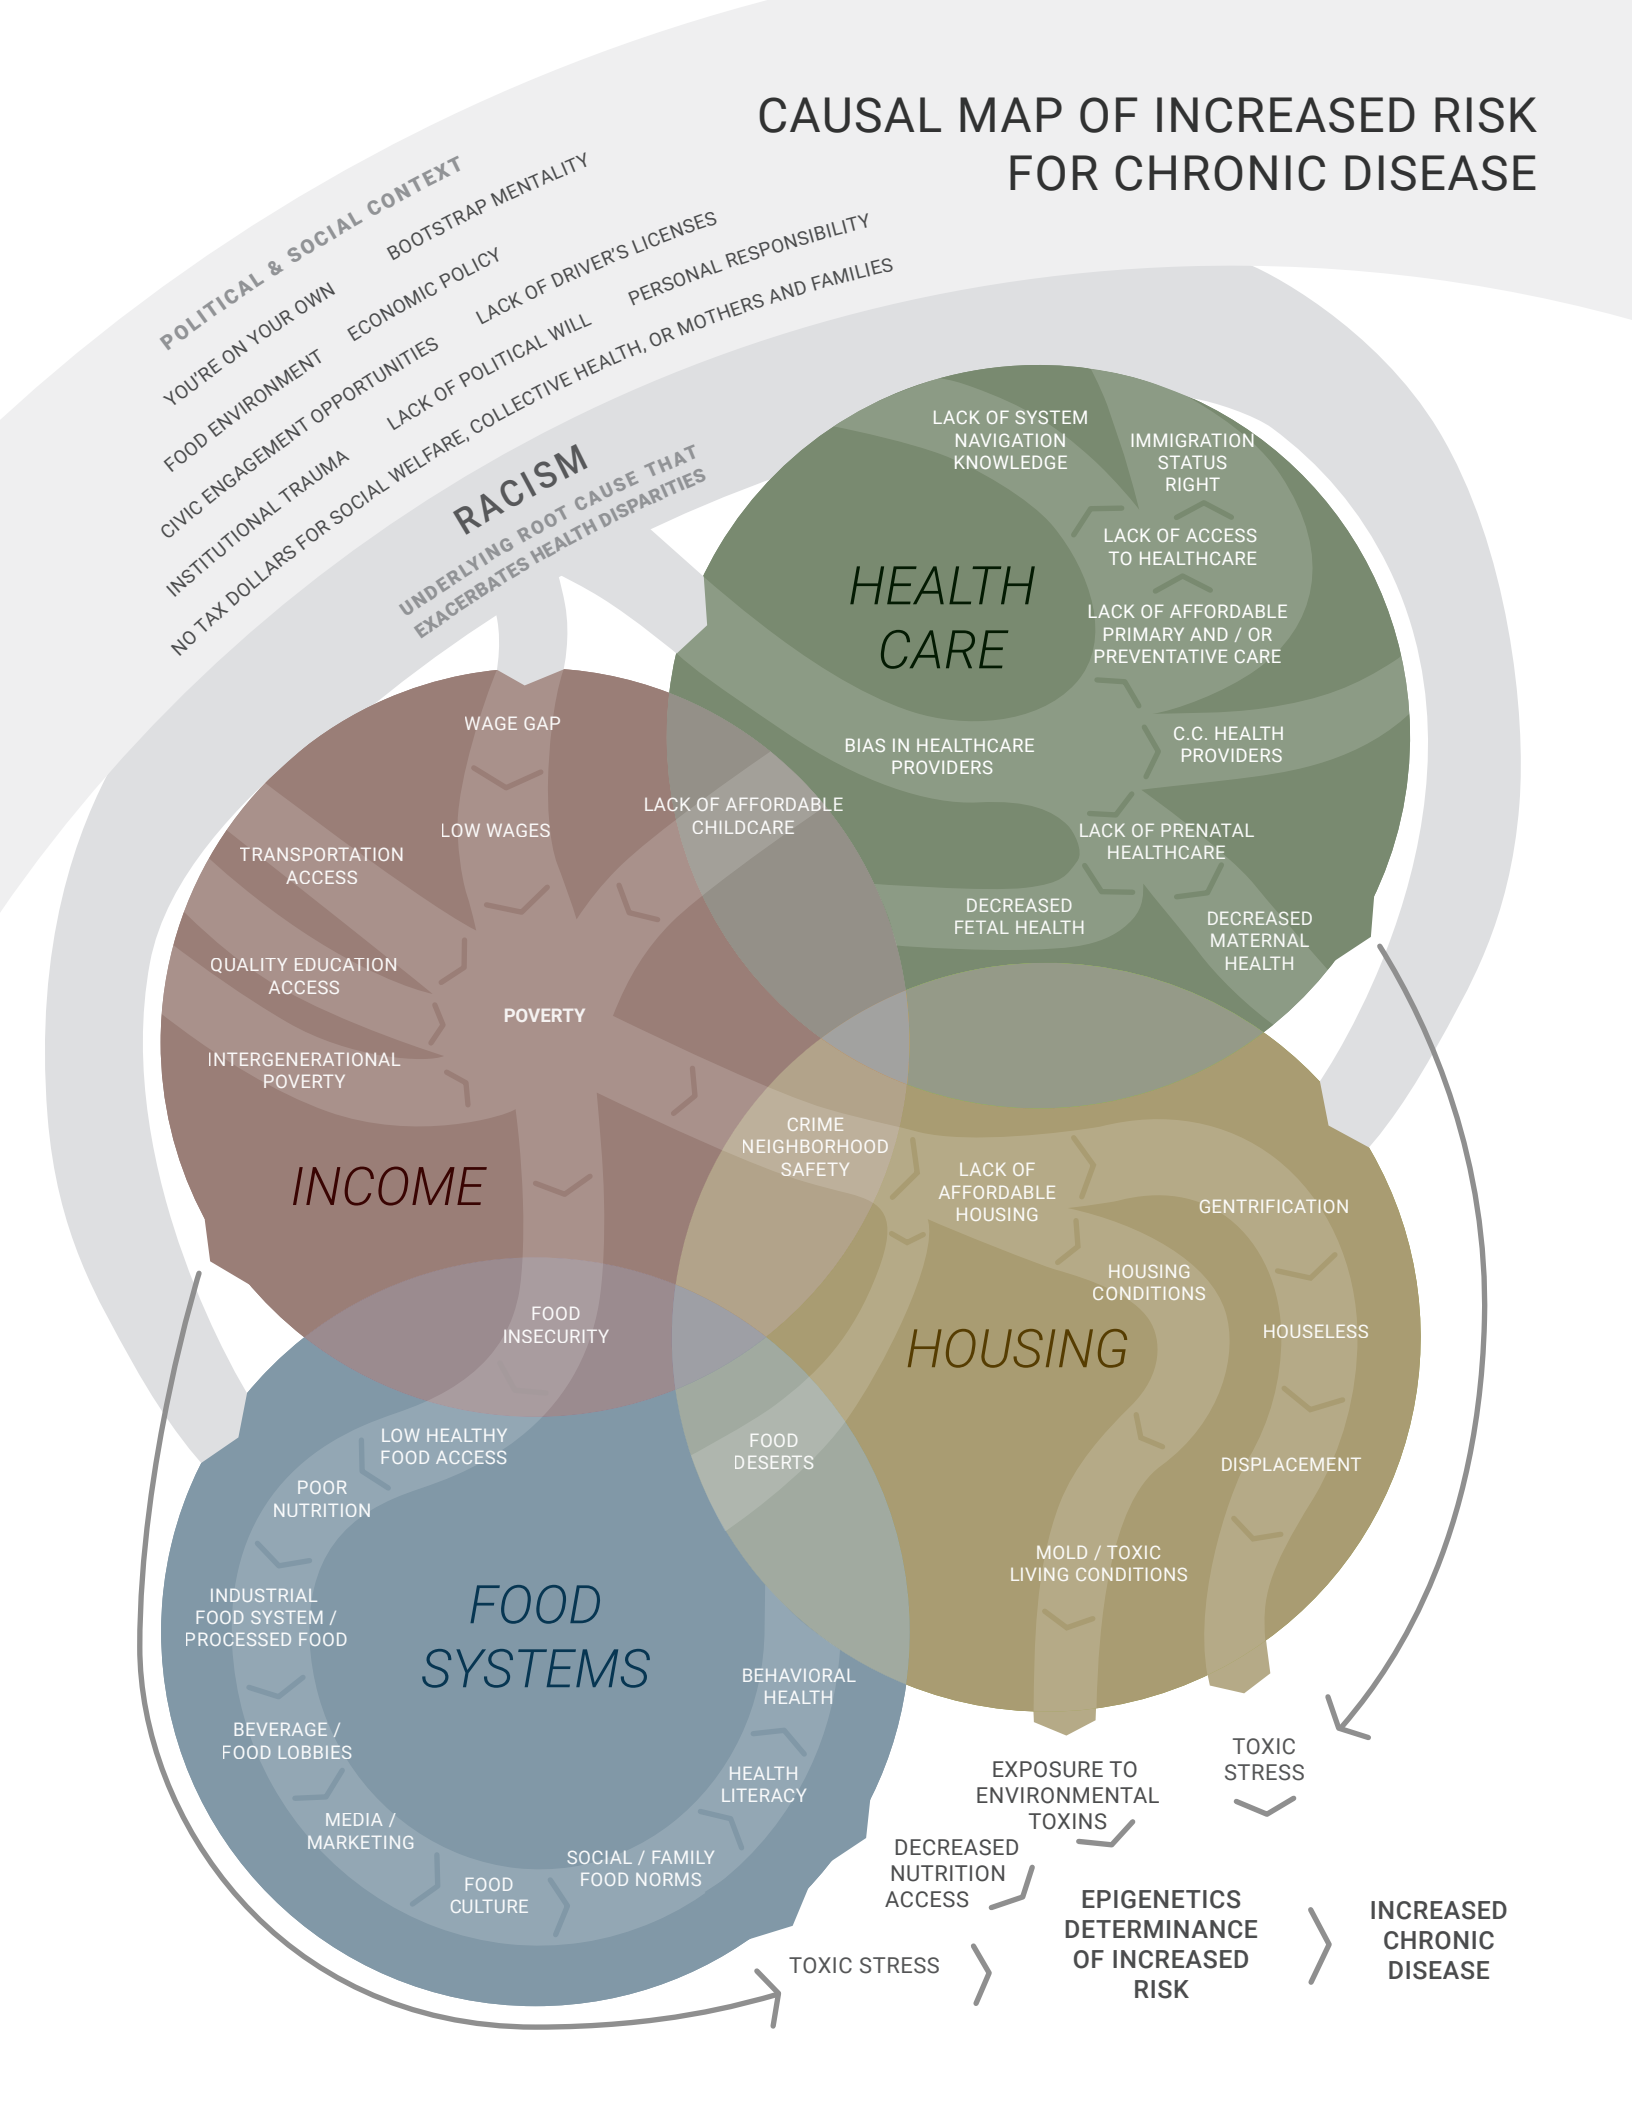 CAUSAL MAP OF INCREASED RISK
FOR CHRONIC DISEASE
POLITICAL & SOCIAL CONTEXT
YOU'RE ON YOUR OWN
BOOTSTRAP MENTALITY
FOOD ENVIRONMENT
ECONOMIC POLICY
CIVIC ENGAGEMENT OPPORTUNITIES
LACK OF DRIVER'S LICENSES
INSTITUTIONAL TRAUMA
LACK OF POLITICAL WILL
PERSONAL RESPONSIBILITY
NO TAX DOLLARS FOR SOCIAL WELFARE, COLLECTIVE HEALTH, OR MOTHERS AND FAMILIES
RACISM
UNDERLYING ROOT CAUSE THAT
EXACERBATES HEALTH DISPARITIES
HEALTH
CARE
LACK OF SYSTEM
NAVIGATION
KNOWLEDGE
IMMIGRATION
STATUS
RIGHT
LACK OF ACCESS
TO HEALTHCARE
LACK OF AFFORDABLE
PRIMARY AND / OR
PREVENTATIVE CARE
BIAS IN HEALTHCARE
PROVIDERS
C.C. HEALTH
PROVIDERS
LACK OF PRENATAL
HEALTHCARE
DECREASED
FETAL HEALTH
DECREASED
MATERNAL
HEALTH
WAGE GAP
LOW WAGES
LACK OF AFFORDABLE
CHILDCARE
TRANSPORTATION
ACCESS
QUALITY EDUCATION
ACCESS
POVERTY
INTERGENERATIONAL
POVERTY
INCOME
CRIME
NEIGHBORHOOD
SAFETY
LACK OF
AFFORDABLE
HOUSING
GENTRIFICATION
HOUSING
CONDITIONS
HOUSELESS
HOUSING
DISPLACEMENT
MOLD / TOXIC
LIVING CONDITIONS
FOOD
INSECURITY
FOOD
DESERTS
LOW HEALTHY
FOOD ACCESS
POOR
NUTRITION
INDUSTRIAL
FOOD SYSTEM /
PROCESSED FOOD
FOOD
SYSTEMS
BEVERAGE /
FOOD LOBBIES
MEDIA /
MARKETING
FOOD
CULTURE
SOCIAL / FAMILY
FOOD NORMS
HEALTH
LITERACY
BEHAVIORAL
HEALTH
TOXIC
STRESS
EXPOSURE TO
ENVIRONMENTAL
TOXINS
DECREASED
NUTRITION
ACCESS
TOXIC STRESS
EPIGENETICS
DETERMINANCE
OF INCREASED
RISK
INCREASED
CHRONIC
DISEASE